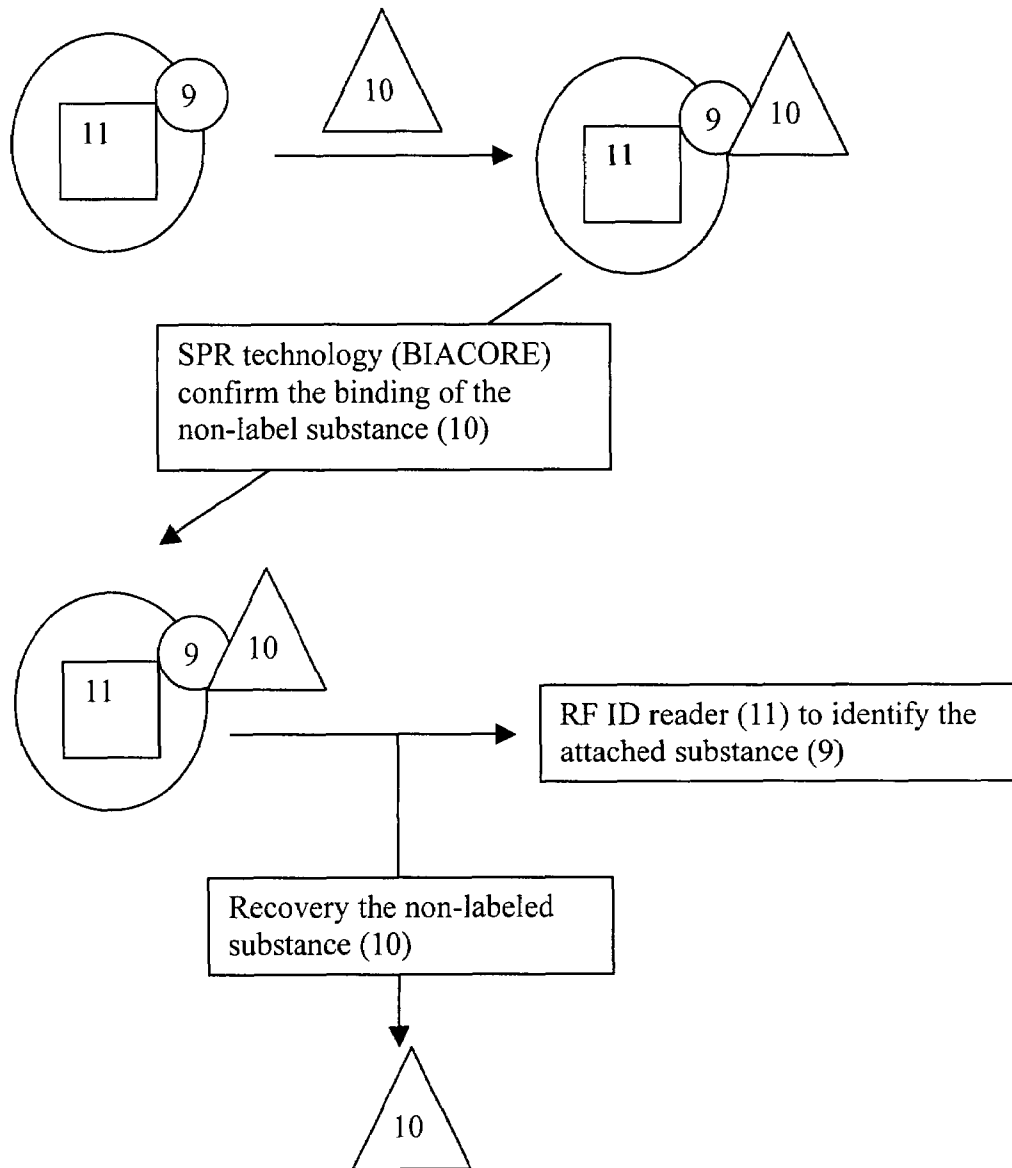 9
10
11
9
10
11
SPR technology (BIACORE)
confirm the binding of the
non-label substance (10)
9
10
11
RF ID reader (11) to identify the
attached substance (9)
Recovery the non-labeled
substance (10)
10